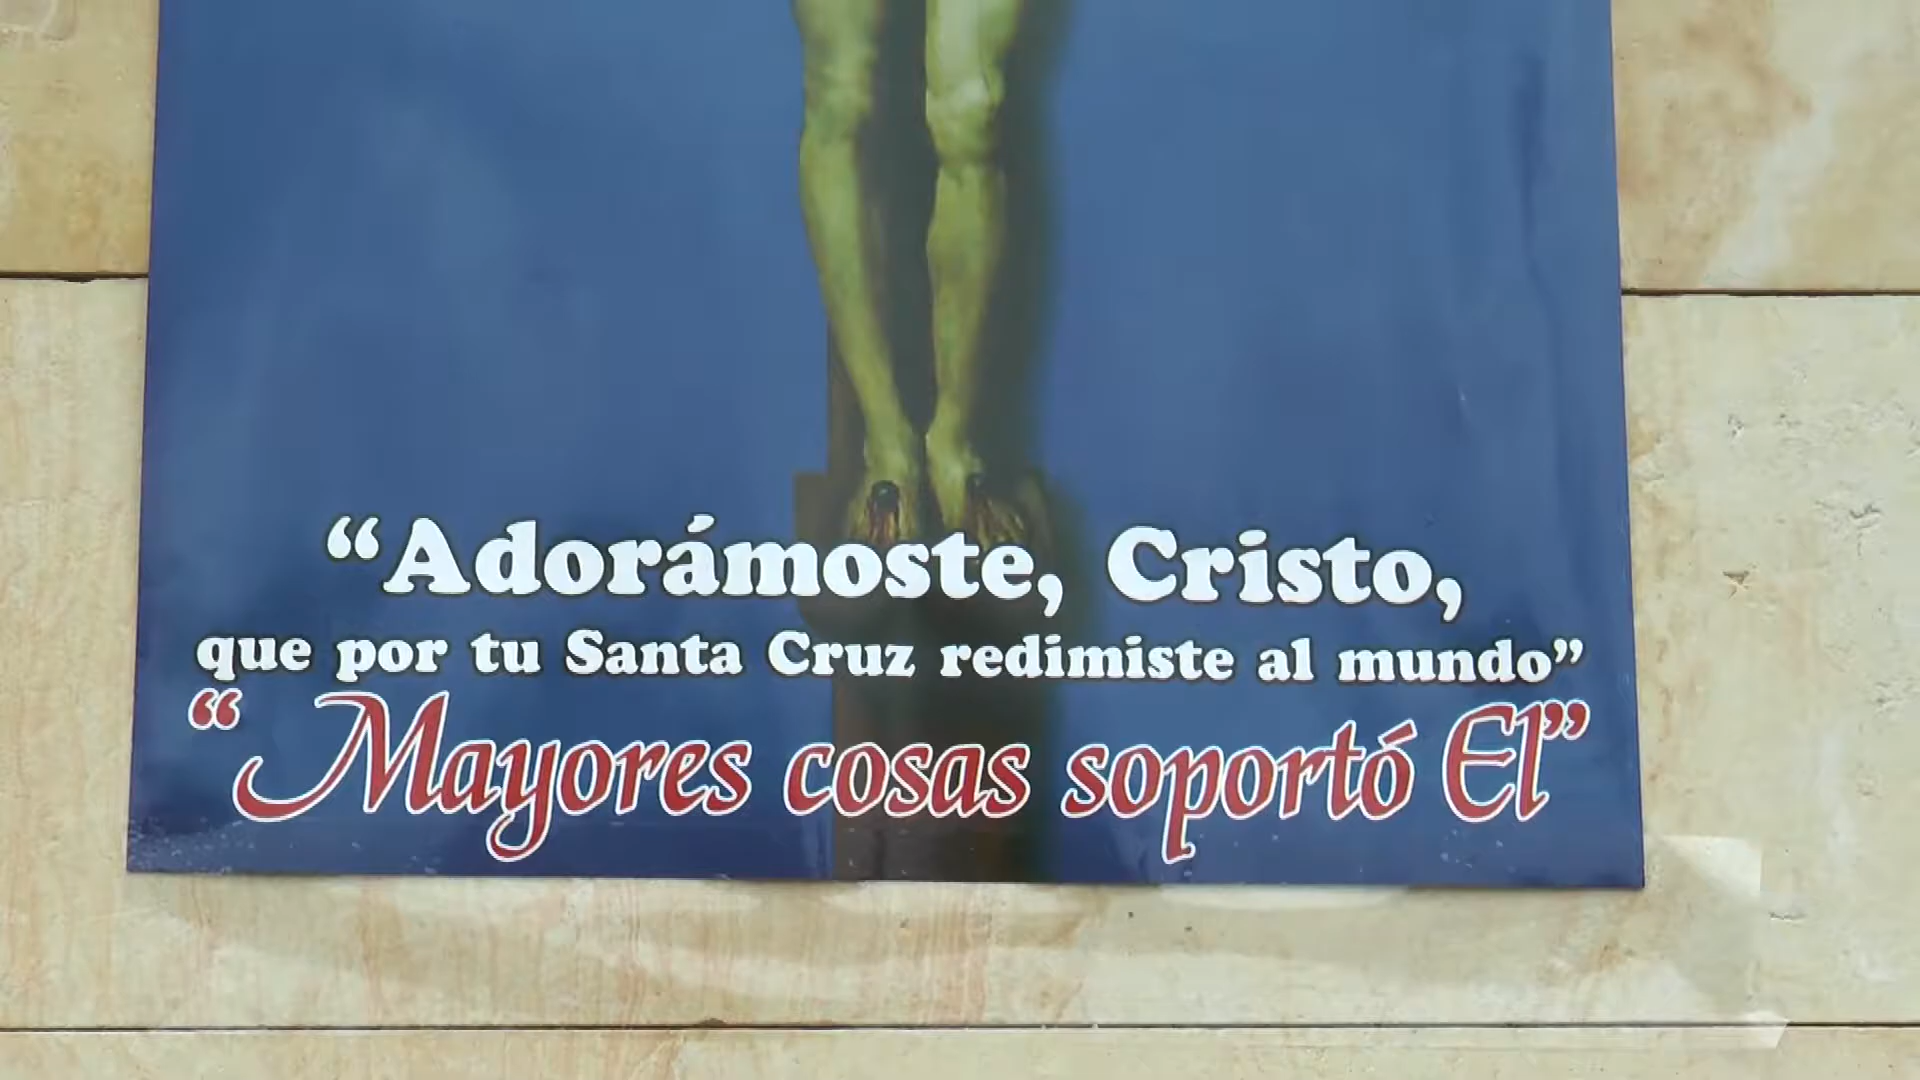 “Adorámoste, Cristo,
que por tu Santa Cruz redimiste al mundo”
“Mayores cosas soportó El”